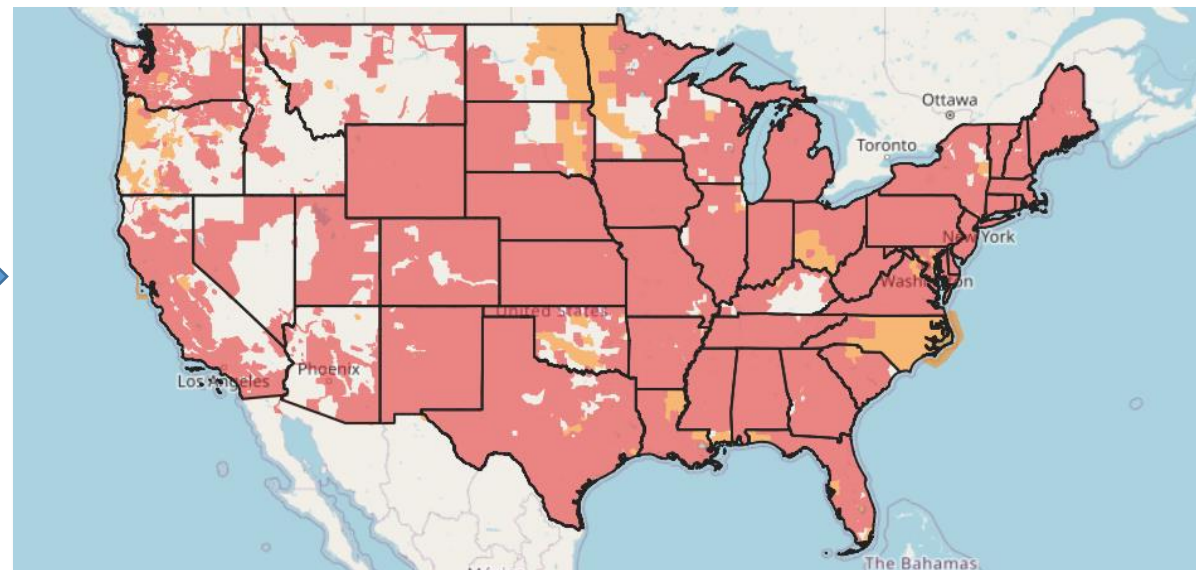 Ottawa
Toronto
New York
Washington
United States
Phoenix
Los Angeles
The Bahamas